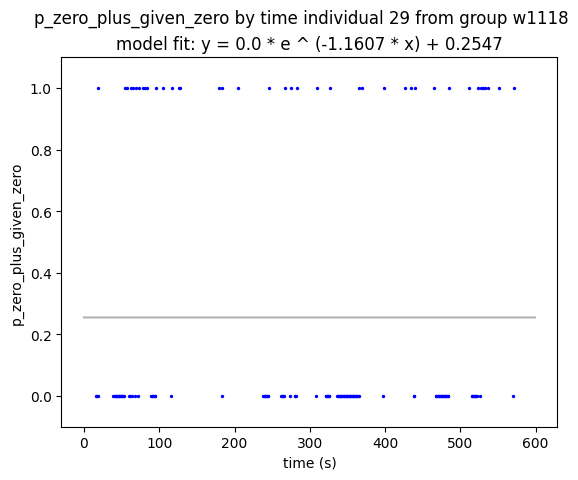 p_zero_plus_given_zero by time individual 29 from group w1118
model fit: y = 0.0 * e ^ (-1.1607 * x) + 0.2547
1.0
0.8
0.6
0.4
0.2
0.0
p_zero_plus_given_zero
0 100 200 300 400 500 600
time (s)